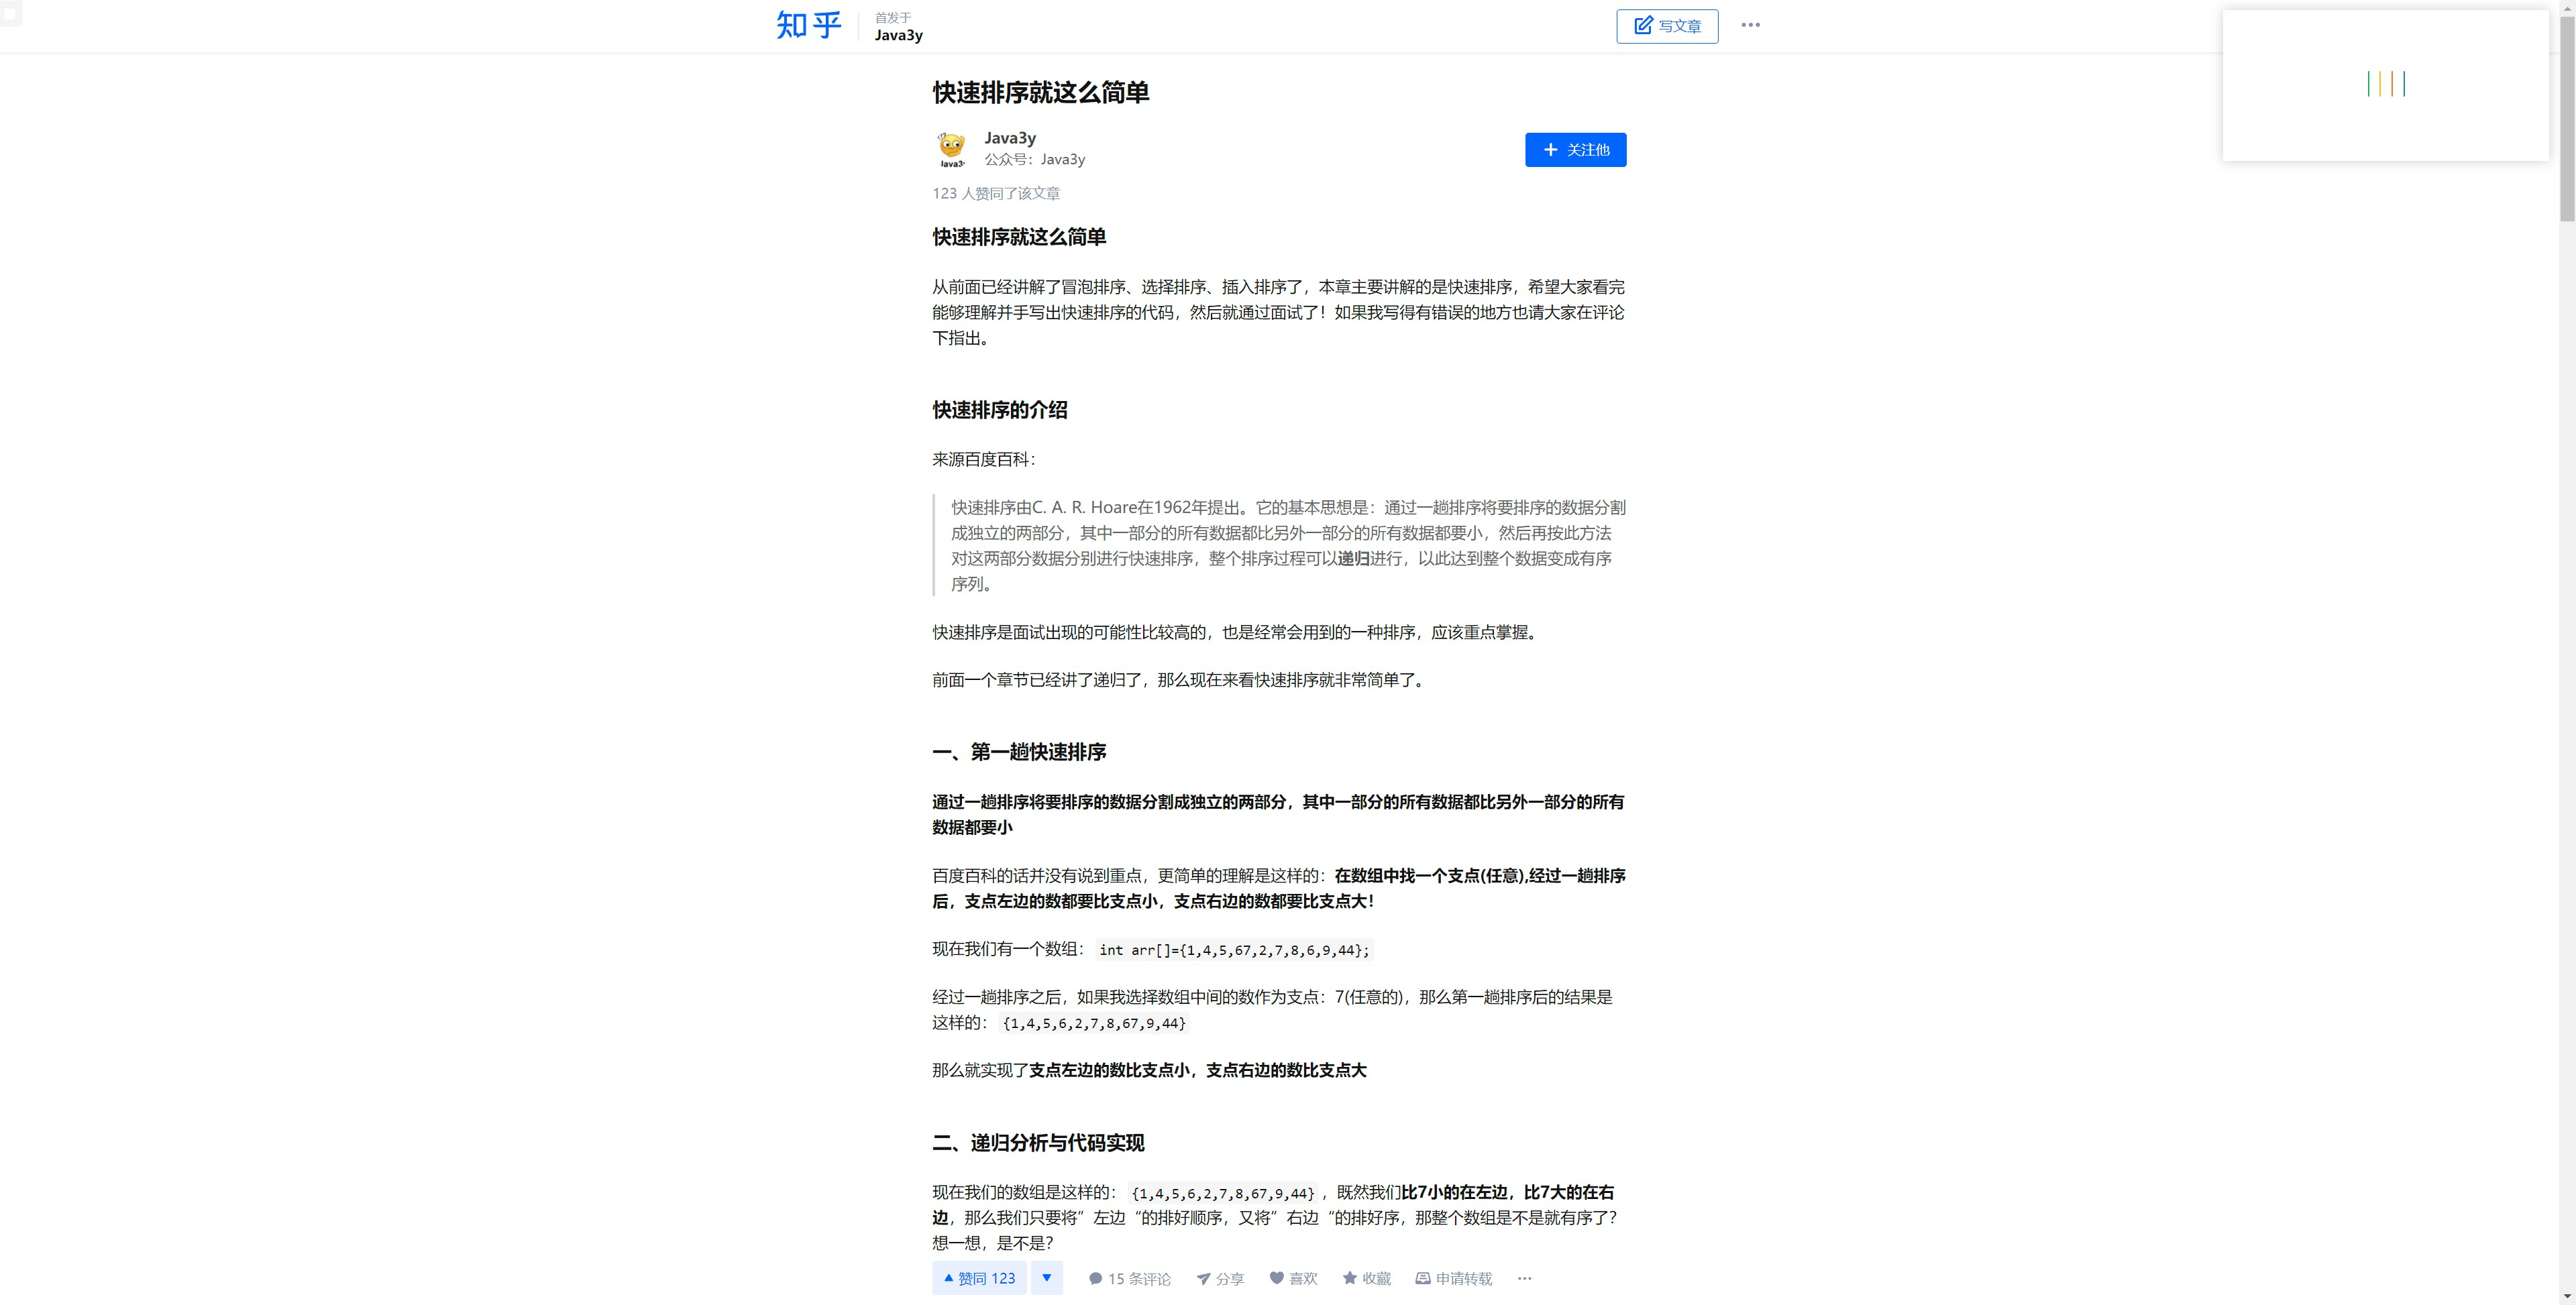 知乎
首发于
Java3y
写文章
快速排序就这么简单
Java3y
公众号：Java3y
关注他
123 人赞同了该文章
快速排序就这么简单
从前面已经讲解了冒泡排序、选择排序、插入排序了，本章主要讲解的是快速排序，希望大家看完
能够理解并手写出快速排序的代码，然后就通过面试了！如果我写得有错误的地方也请大家在评论
下指出。
快速排序的介绍
来源百度百科：
快速排序由C. A. R. Hoare在1962年提出。它的基本思想是：通过一趟排序将要排序的数据分割
成独立的两部分，其中一部分的所有数据都比另外一部分的所有数据都要小，然后再按此方法
对这两部分数据分别进行快速排序，整个排序过程可以递归进行，以此达到整个数据变成有序
序列。
快速排序是面试出现的可能性比较高的，也是经常会用到的一种排序，应该重点掌握。
前面一个章节已经讲了递归了，那么现在来看快速排序就非常简单了。
一、第一趟快速排序
通过一趟排序将要排序的数据分割成独立的两部分，其中一部分的所有数据都比另外一部分的所有
数据都要小
百度百科的话并没有说到重点，更简单的理解是这样的：在数组中找一个支点(任意),经过一趟排序
后，支点左边的数都要比支点小，支点右边的数都要比支点大！
现在我们有一个数组： int arr[]={1,4,5,67,2,7,8,6,9,44};
经过一趟排序之后，如果我选择数组中间的数作为支点：7(任意的)，那么第一趟排序后的结果是
这样的： {1,4,5,6,2,7,8,67,9,44}
那么就实现了支点左边的数比支点小，支点右边的数比支点大
二、递归分析与代码实现
现在我们的数组是这样的： {1,4,5,6,2,7,8,67,9,44} ，既然我们比7小的在左边，比7大的在右
边，那么我们只要将”左边“的排好顺序，又将”右边“的排好序，那整个数组是不是就有序了？
想一想，是不是？
赞同 123
15 条评论
分享
喜欢
收藏
申请转载